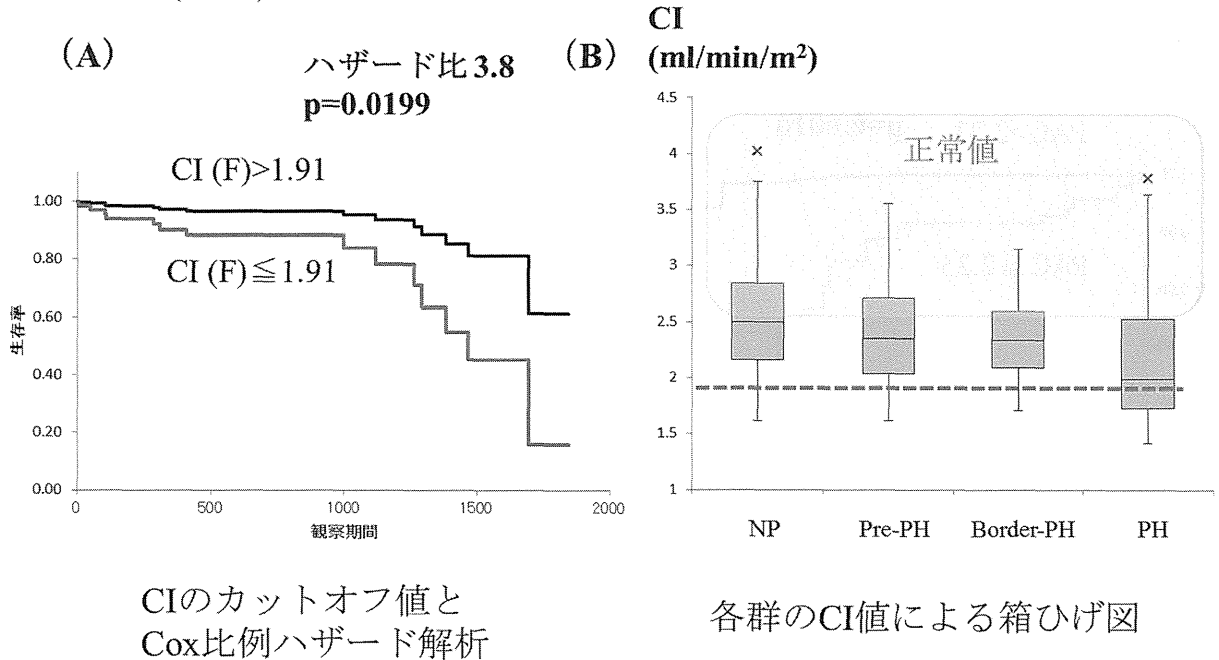 (A)
ハザード比 3.8
p=0.0199
CI (F)>1.91
CI (F)≦1.91
1.00
0.80
0.60
0.40
0.20
0.00
生存率
0
500
1000
1500
2000
観察期間
CIのカットオフ値と
Cox比例ハザード解析
(B)
CI
(ml/min/m²)
正常値
4.5
4
3.5
3
2.5
2
1.5
1
NP
Pre-PH
Border-PH
PH
各群のCI値による箱ひげ図